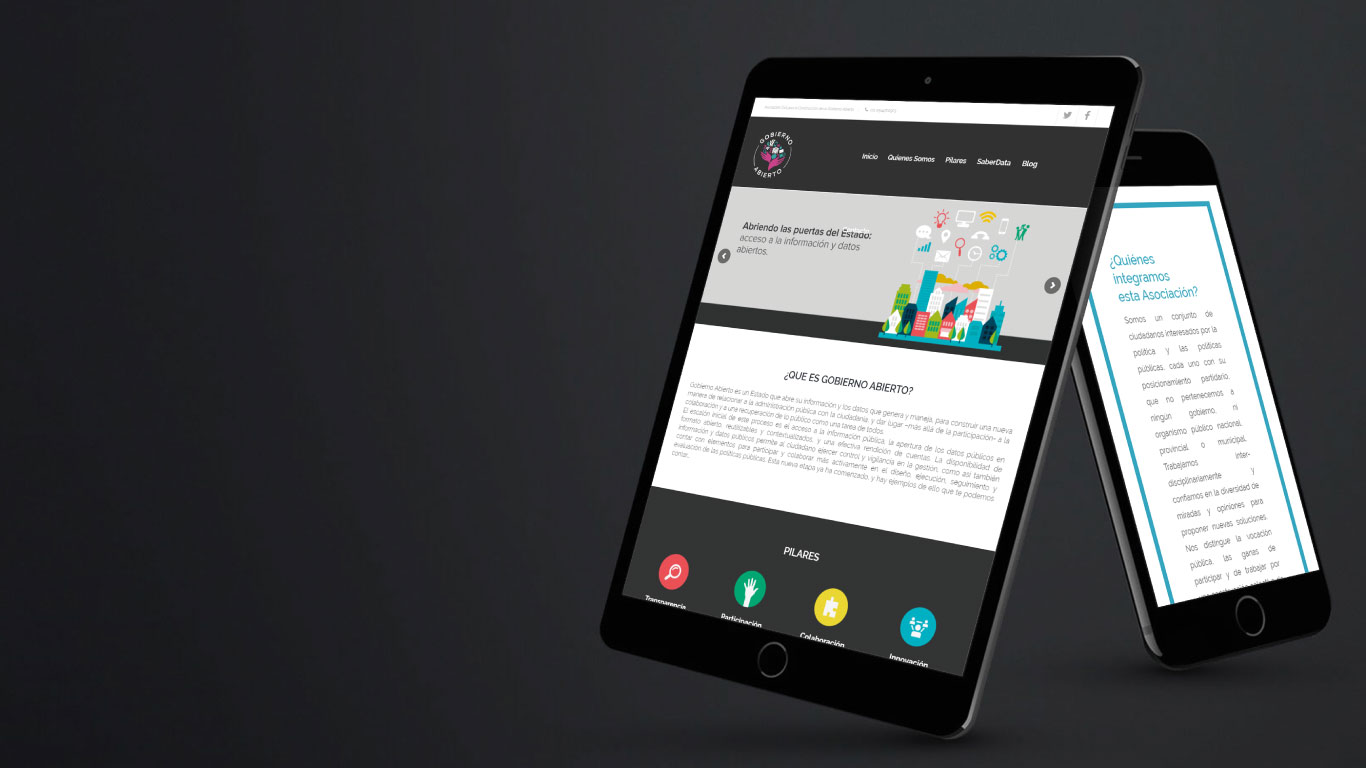 GOBIERNO
ABIERTO
Inicio
Quienes Somos
Pilares
SaberData
Blog
Contacto
Abriendo las puertas del Estado:
acceso a la información y datos
abiertos.
¿QUE ES GOBIERNO ABIERTO?
Gobierno Abierto es un Estado que abre su información y los datos que genera y maneja, para construir una nueva
manera de relacionar a la administración pública con la ciudadanía, y dar lugar –más allá de la participación– a la
colaboración y a una recuperación de lo público como una tarea de todos.
El eslusión inicial de este proceso es el acceso a la información pública, la apertura de los datos públicos en
formato abierto, reutilizables y contextualizados, y una efectiva rendición de cuentas. La disponibilidad de
información y datos públicos permite al ciudadano ejercer control y vigilancia en la gestión, como así también
contar con elementos para participar y colaborar más activamente en el diseño, ejecución, seguimiento y
evaluación de las políticas públicas. Esta nueva etapa ya ha comenzado, y hay ejemplos de ello que te podemos
contar...
PILARES
Transparencia
Participación
Colaboración
Innovación
¿Quiénes
integramos
esta Asociación?
Somos un conjunto de
ciudadanos interesados por la
política y las políticas
públicas, cada uno con su
posicionamiento partidario,
que no pertenecemos a
ningún gobierno, ni
organismo público nacional,
provincial o municipal.
Trabajamos inter-
disciplinariamente y
confiamos en la diversidad de
miradas y opiniones para
proponer nuevas soluciones.
Nos distingue la vocación
pública, las ganas de
participar y de trabajar por